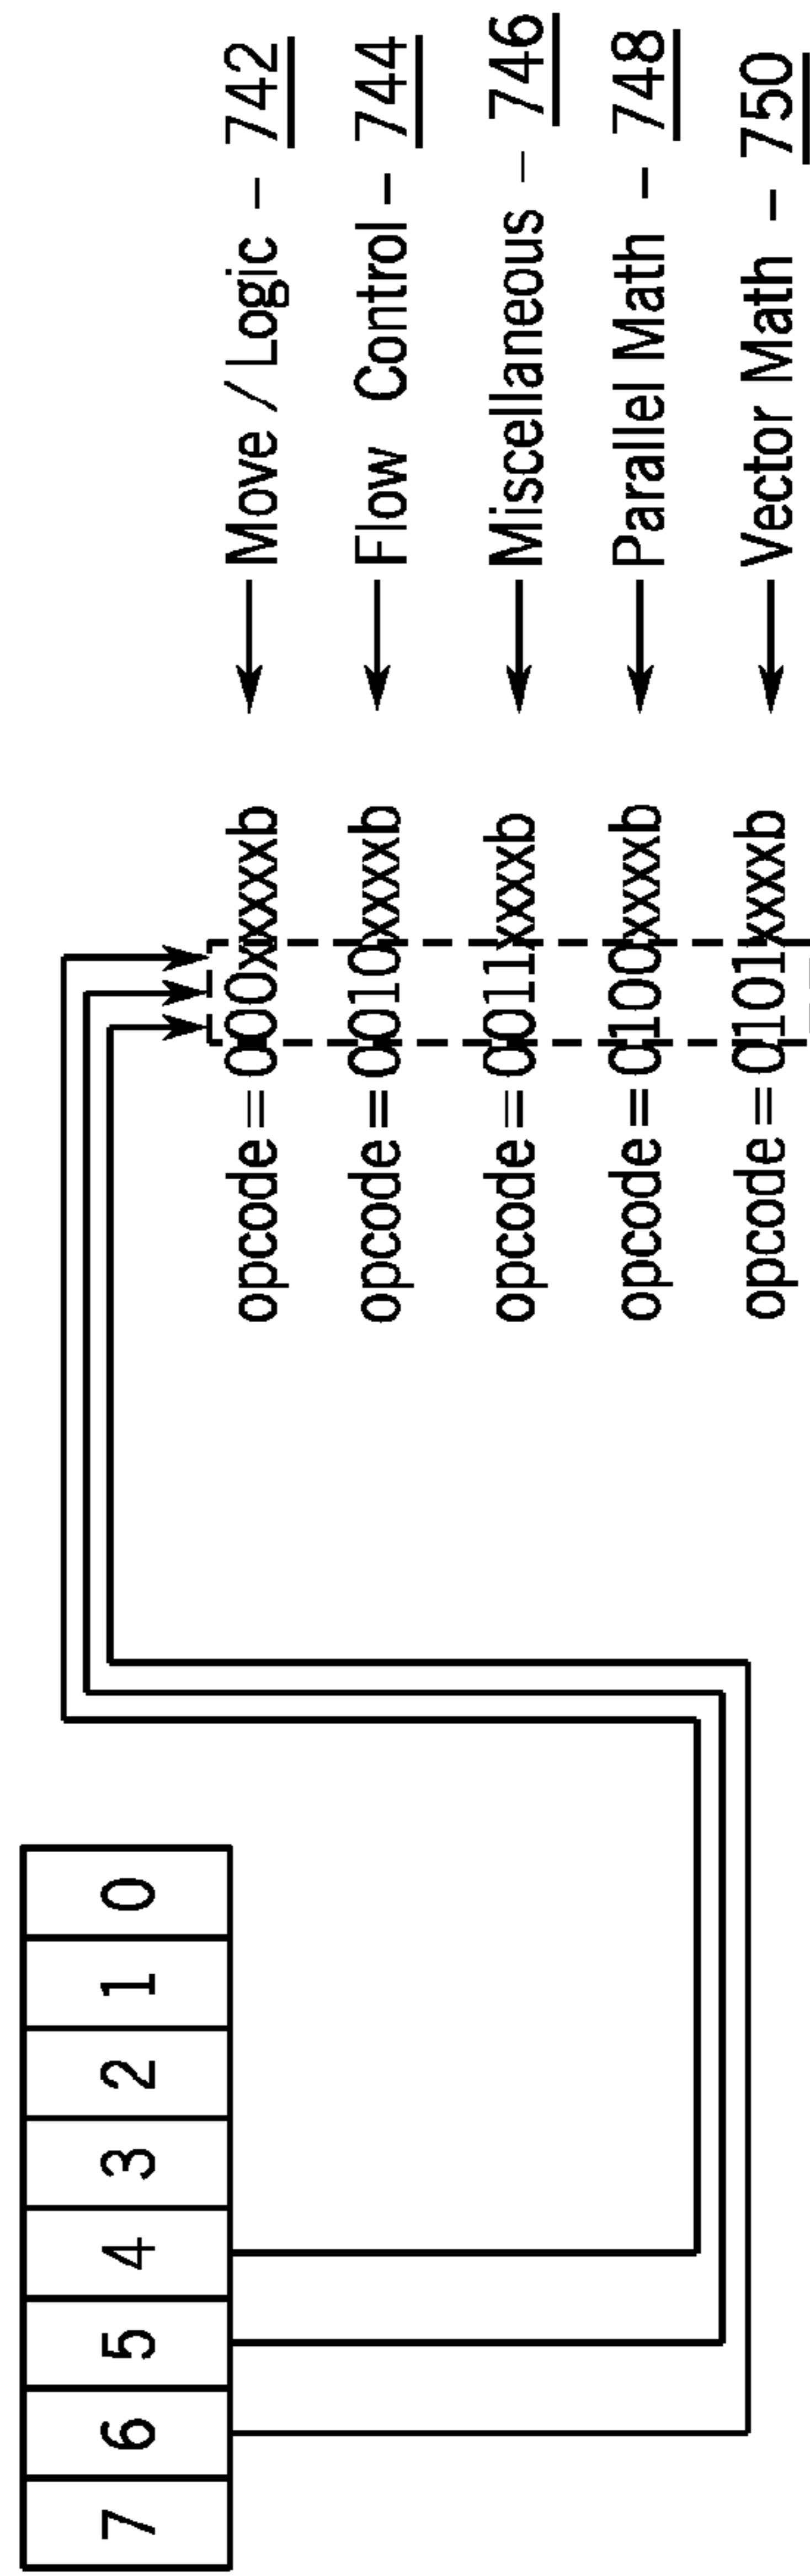 7 6 5 4 3 2 1 0
opcode=000xxxxxb ← Move / Logic – 742
opcode=0010xxxxb ← Flow Control – 744
opcode=0011xxxxb ← Miscellaneous – 746
opcode=0100xxxxb ← Parallel Math – 748
opcode=0101xxxxb ← Vector Math – 750